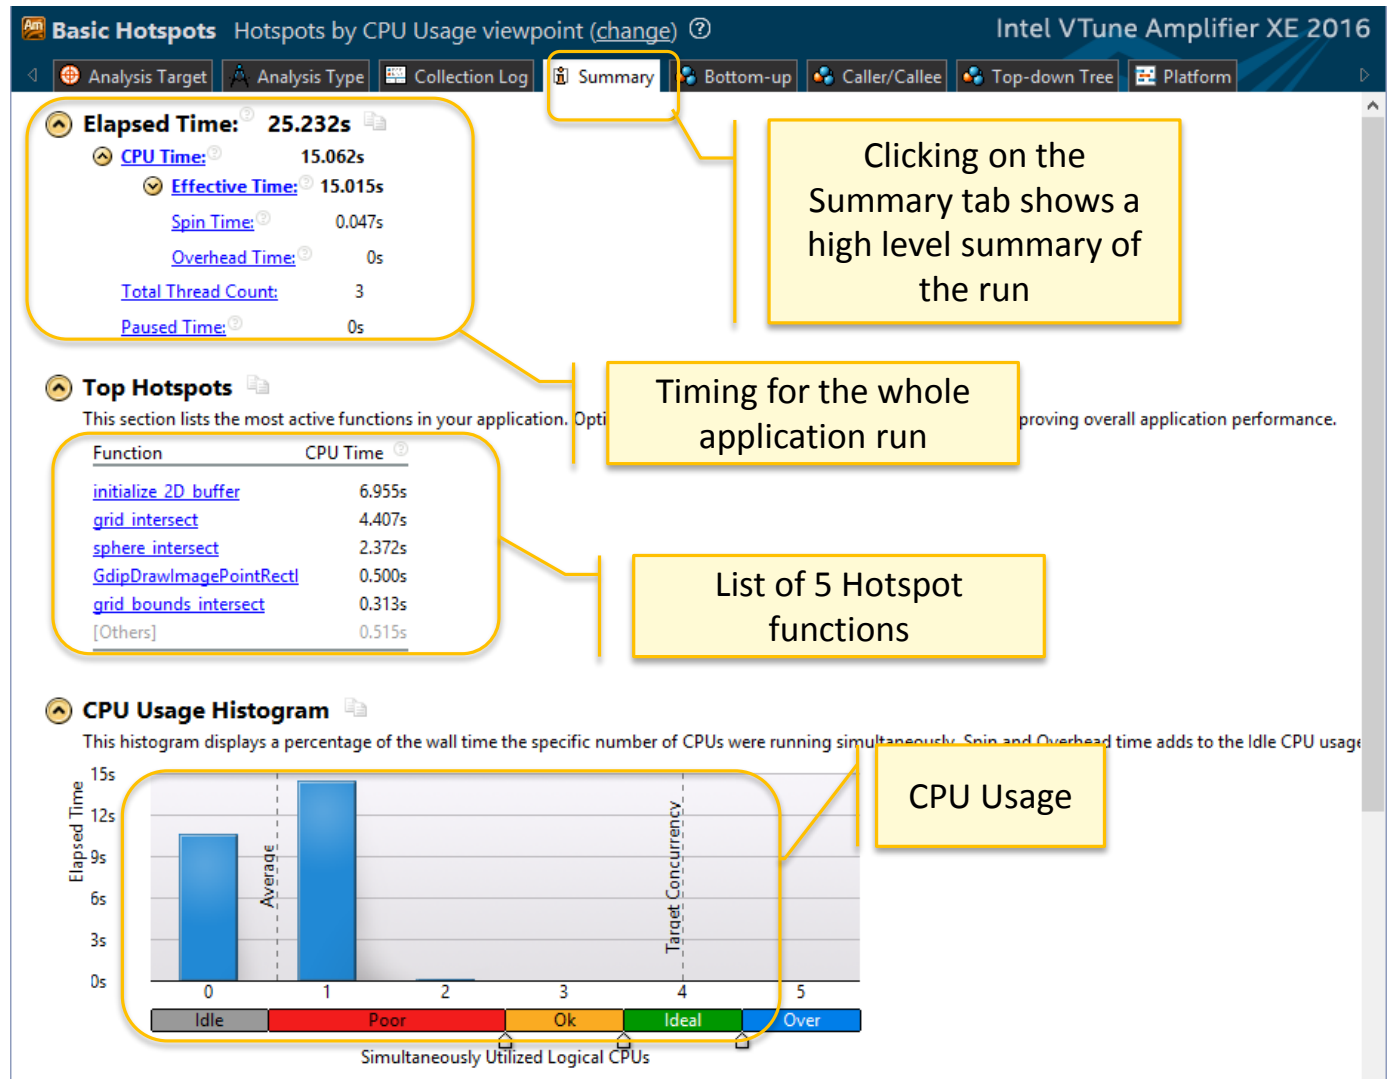 Basic Hotspots Hotspots by CPU Usage viewpoint (change) ? Intel VTune Amplifier XE 2016
Analysis Target Analysis Type Collection Log Summary Bottom-up Caller/Callee Top-down Tree Platform
Elapsed Time: ? 25.232s
CPU Time: ? 15.062s
Effective Time: ? 15.015s
Spin Time: ? 0.047s
Overhead Time: ? 0s
Total Thread Count: 3
Paused Time: ? 0s
Clicking on the
Summary tab shows a
high level summary of
the run
Timing for the whole
application run
Top Hotspots
This section lists the most active functions in your application. Opti proving overall application performance.
Function CPU Time ?
initialize_2D_buffer 6.955s
grid_intersect 4.407s
sphere_intersect 2.372s
GdipDrawImagePointRectI 0.500s
grid_bounds_intersect 0.313s
[Others] 0.515s
List of 5 Hotspot
functions
CPU Usage Histogram
This histogram displays a percentage of the wall time the specific number of CPUs were running simultaneously. Spin and Overhead time adds to the Idle CPU usage
CPU Usage
Elapsed Time
15s
12s
9s
6s
3s
0s
Average
Target Concurrency
0 1 2 3 4 5
Idle Poor Ok Ideal Over
Simultaneously Utilized Logical CPUs